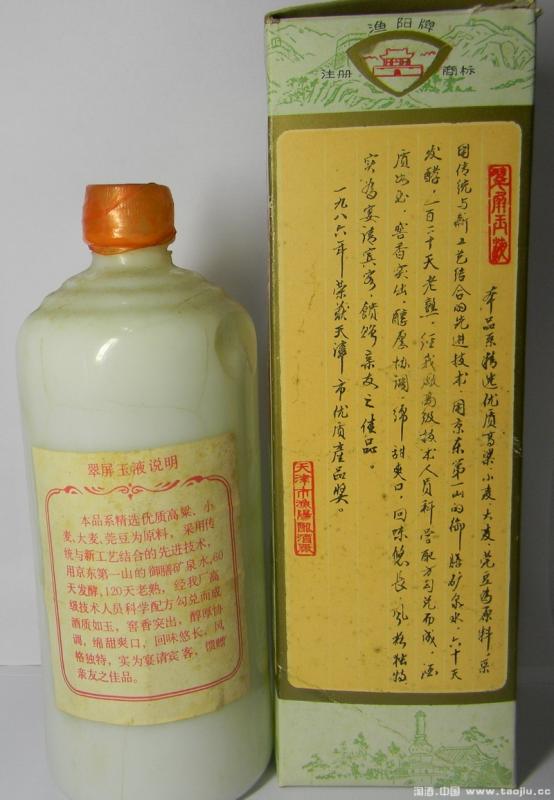 渔阳牌
注册 商标
翠屏玉液
本品系精选优质高粱、小麦、大麦、芫豆为原料,采
用传统与新工艺结合的先进技术,用京东第一山的御膳矿泉水,六十天
发酵,一百二十天老熟,经我厂高级技术人员科学配方勾兑而成,酒
质如玉,窖香突出,醇厚协调,绵甜爽口,回味悠长,风格独特
实为宴请宾客,馈赠亲友之佳品。
一九八六年荣获天津市优质产品奖。
天津市渔阳酿酒厂
翠屏玉液说明
本品系精选优质高粱、小
麦,大麦、莞豆为原料,采用传
统与新工艺结合的先进技术,
用京东第一山的御膳矿泉水,60
天发酵,120天老熟,经我厂高
级技术人员科学配方勾兑而成
酒质如玉,窖香突出,醇厚协
调,绵甜爽口,回味悠长,风
格独特,实为宴请宾客,馈赠
亲友之佳品。
淘酒.中国 www.taojiu.cc